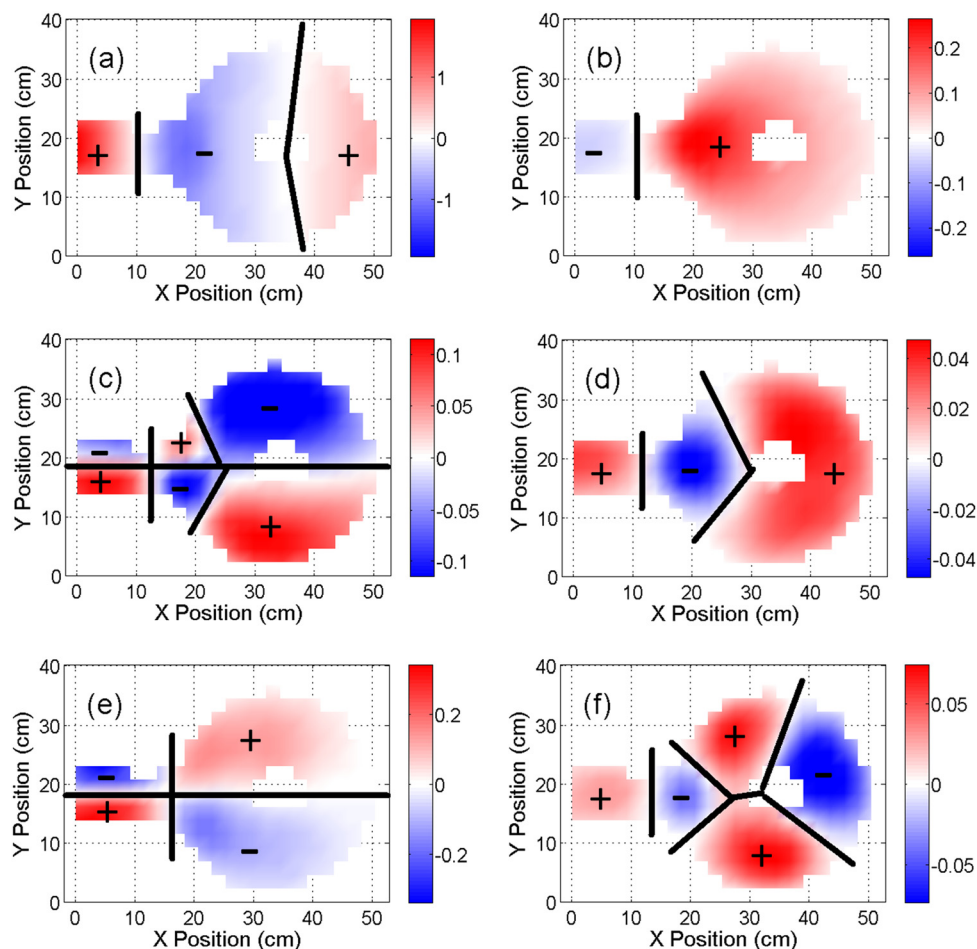 (a)
40
30
20
10
0
0 10 20 30 40 50
Y Position (cm)
X Position (cm)
1
0
-1
+ − +
(b)
40
30
20
10
0
0 10 20 30 40 50
Y Position (cm)
X Position (cm)
0.2
0.1
0
-0.1
-0.2
− +
(c)
40
30
20
10
0
0 10 20 30 40 50
Y Position (cm)
X Position (cm)
0.1
0.05
0
-0.05
-0.1
− + −
+ − +
(d)
40
30
20
10
0
0 10 20 30 40 50
Y Position (cm)
X Position (cm)
0.04
0.02
0
-0.02
-0.04
+ − +
(e)
40
30
20
10
0
0 10 20 30 40 50
Y Position (cm)
X Position (cm)
0.2
0
-0.2
− +
+ −
(f)
40
30
20
10
0
0 10 20 30 40 50
Y Position (cm)
X Position (cm)
0.05
0
-0.05
+ − + + −